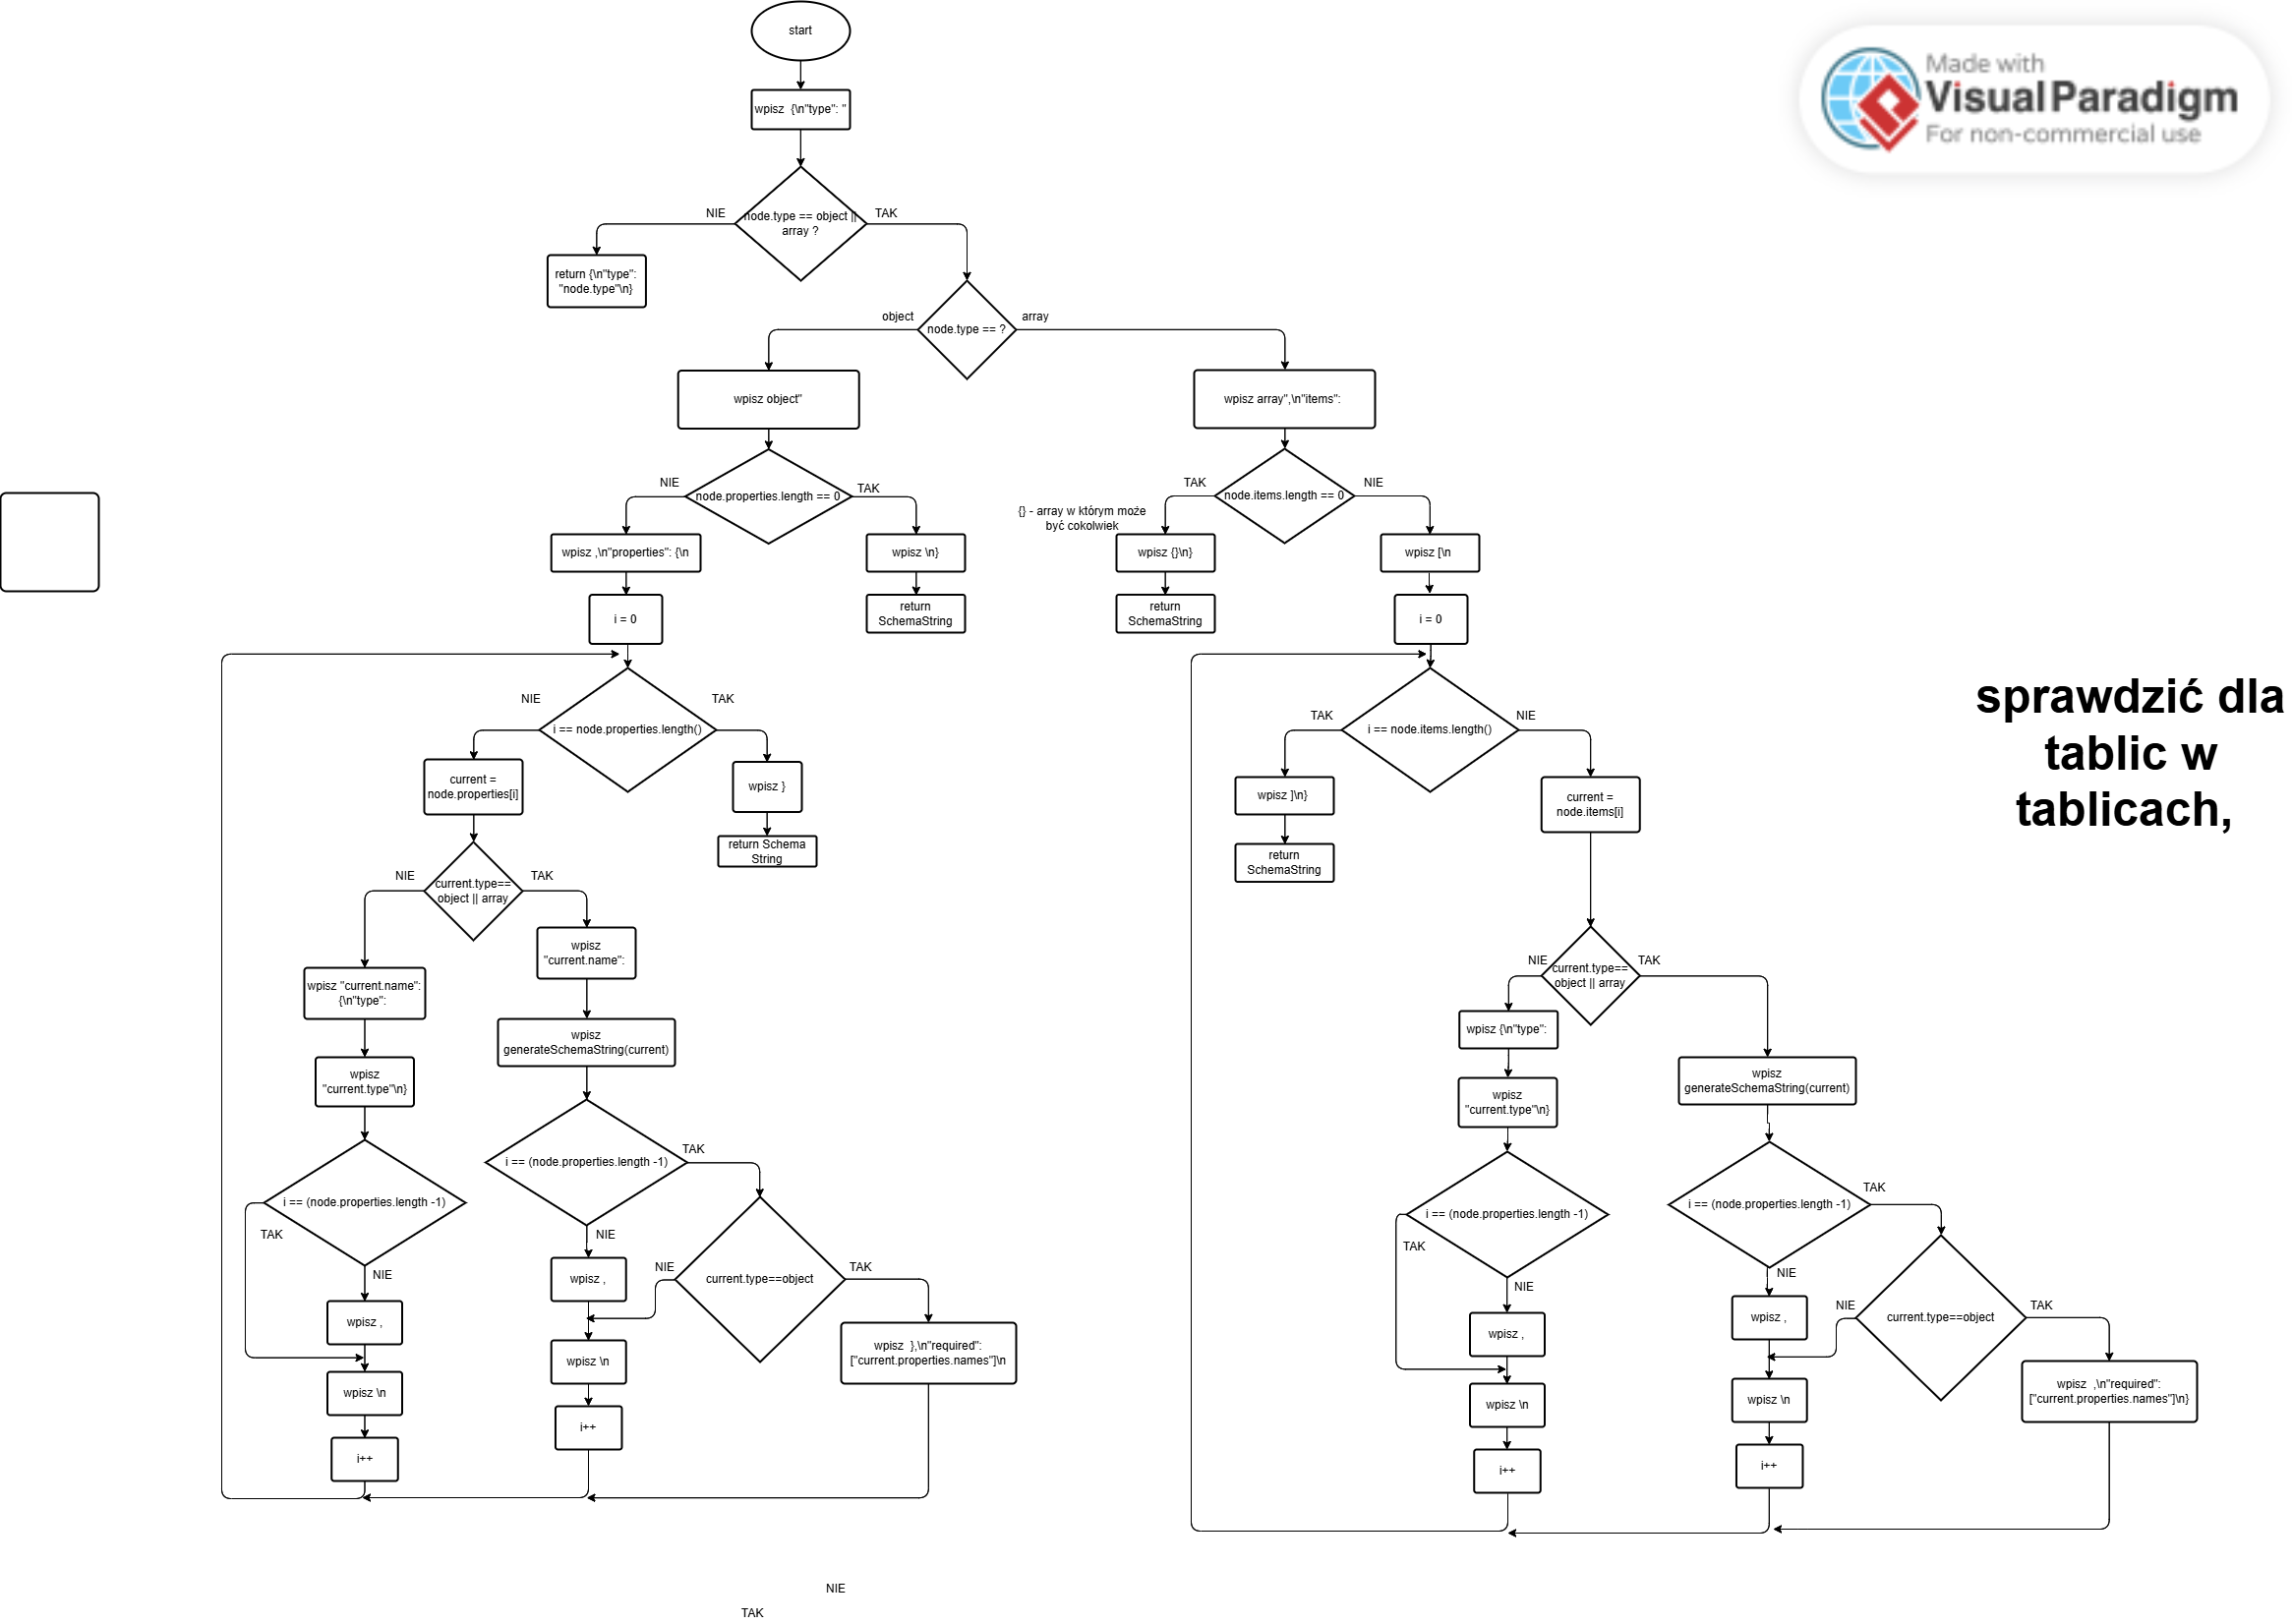 start
Made with
Visual Paradigm
For non-commercial use
wpisz  {\n"type": "
NIE
node.type == object ||
array ?
TAK
return {\n"type":
"node.type"\n}
object
node.type == ?
array
wpisz object"
wpisz array",\n"items":
NIE
node.properties.length == 0
TAK
TAK
node.items.length == 0
NIE
{} - array w którym może
być cokolwiek
wpisz ,\n"properties": {\n
wpisz \n}
wpisz {}\n}
wpisz [\n
i = 0
return
SchemaString
return
SchemaString
i = 0
NIE
i == node.properties.length()
TAK
TAK
i == node.items.length()
NIE
sprawdzić dla
tablic w
tablicach,
current =
node.properties[i]
wpisz }
wpisz ]\n}
current =
node.items[i]
return Schema
String
return
SchemaString
NIE
current.type==
object || array
TAK
wpisz
"current.name":
NIE
current.type==
object || array
TAK
wpisz "current.name":
{\n"type":
wpisz
generateSchemaString(current)
wpisz {\n"type":
wpisz
"current.type"\n}
wpisz
"current.type"\n}
wpisz
generateSchemaString(current)
i == (node.properties.length -1)
TAK
i == (node.properties.length -1)
TAK
NIE
i == (node.properties.length -1)
TAK
NIE
i == (node.properties.length -1)
TAK
NIE
wpisz ,
NIE
current.type==object
TAK
NIE
wpisz ,
NIE
current.type==object
TAK
wpisz ,
wpisz ,
wpisz \n
wpisz  },\n"required":
["current.properties.names"]\n
wpisz \n
wpisz \n
wpisz \n
wpisz  ,\n"required":
["current.properties.names"]\n}
i++
i++
i++
i++
NIE
TAK